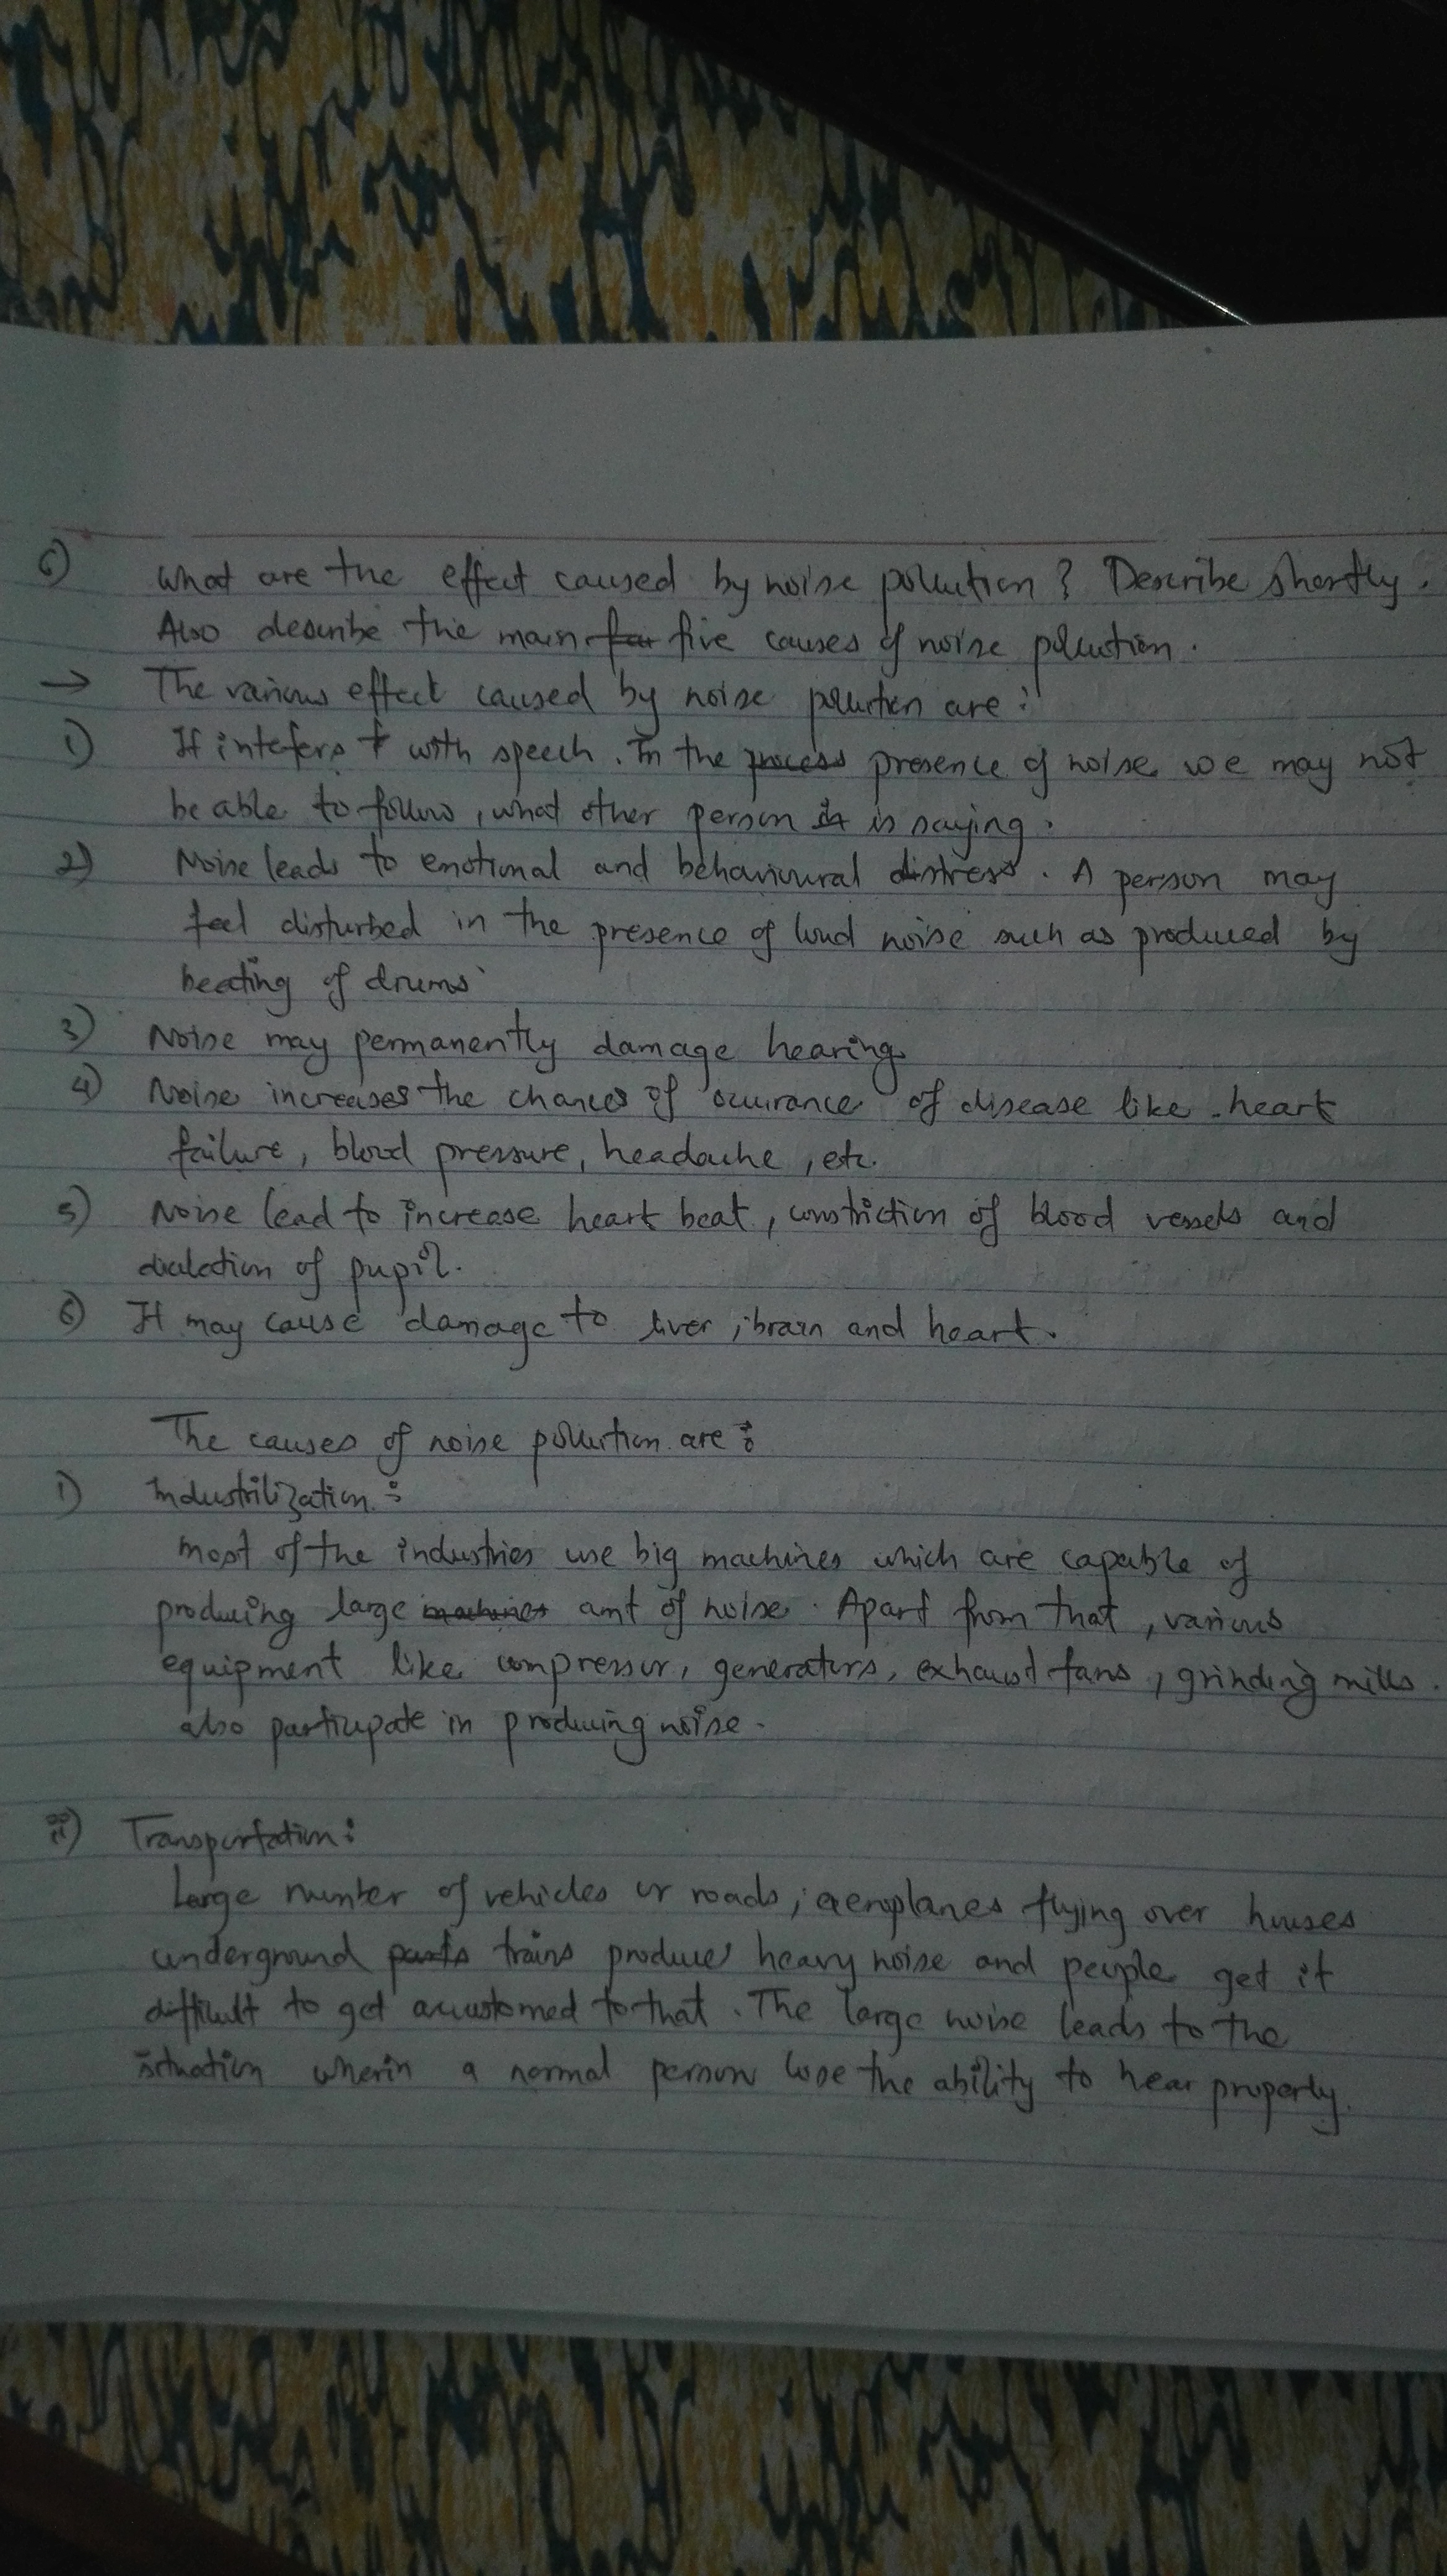 6) What are the effect caused by noise pollution? Describe shortly.
Also describe the main five causes of noise pollution.
→ The various effect caused by noise pollution are:
1) It intefers with speech. In the presence of noise we may not
be able to follow, what other person is saying.
2) Noise leads to emotional and behavioural distress. A person may
feel disturbed in the presence of loud noise such as produced by
beating of drums.
3) Noise may permanently damage hearing.
4) Noise increases the chances of occurance of disease like heart
failure, blood pressure, headache, etc.
5) Noise lead to increase heart beat, constriction of blood vessels and
dialection of pupil.
6) It may cause damage to liver, brain and heart.
The causes of noise pollution are:
i) Industrilization:
Most of the industries use big machines which are capable of
producing large amt of noise. Apart from that, various
equipment like compressor, generators, exhaust fans, grinding mills.
also participate in producing noise.
ii) Transportation:
Large number of vehicles or roads, aeroplanes flying over houses
underground trains produces heavy noise and people get it
difficult to get accustomed to that. The large noise leads to the
situation wherin a normal person lose the ability to hear properly.